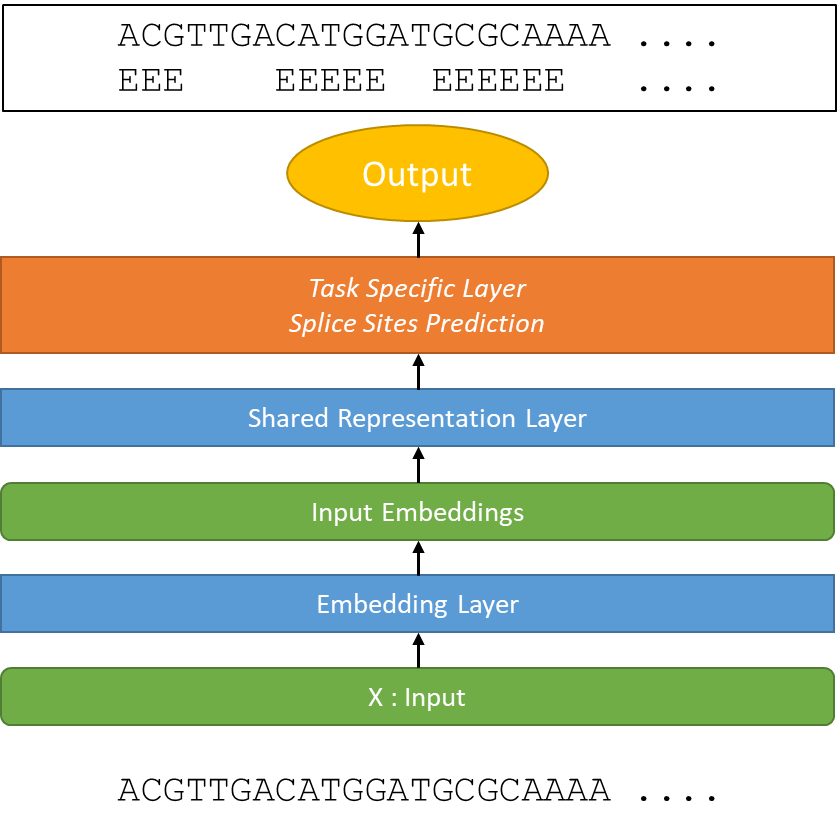 ACGTTGACATGGATGCGCAAAA ....
EEE    EEEEE  EEEEEE   ....
Output
Task Specific Layer
Splice Sites Prediction
Shared Representation Layer
Input Embeddings
Embedding Layer
X : Input
ACGTTGACATGGATGCGCAAAA ....